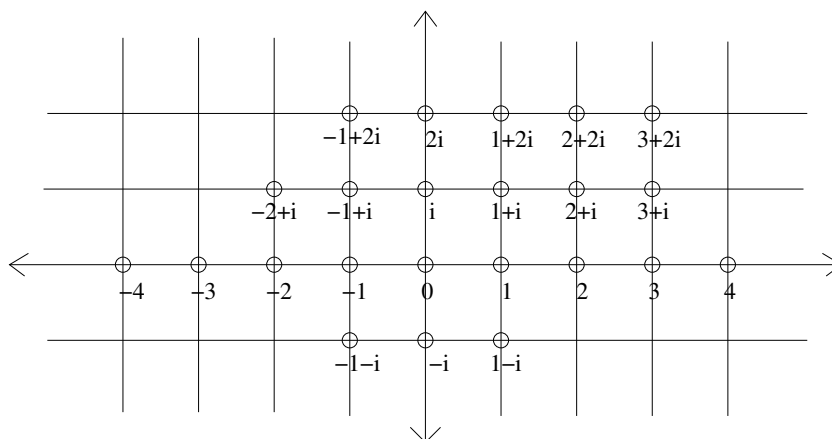 −1+2i 2i 1+2i 2+2i 3+2i
−2+i −1+i i 1+i 2+i 3+i
−4 −3 −2 −1 0 1 2 3 4
−1−i −i 1−i